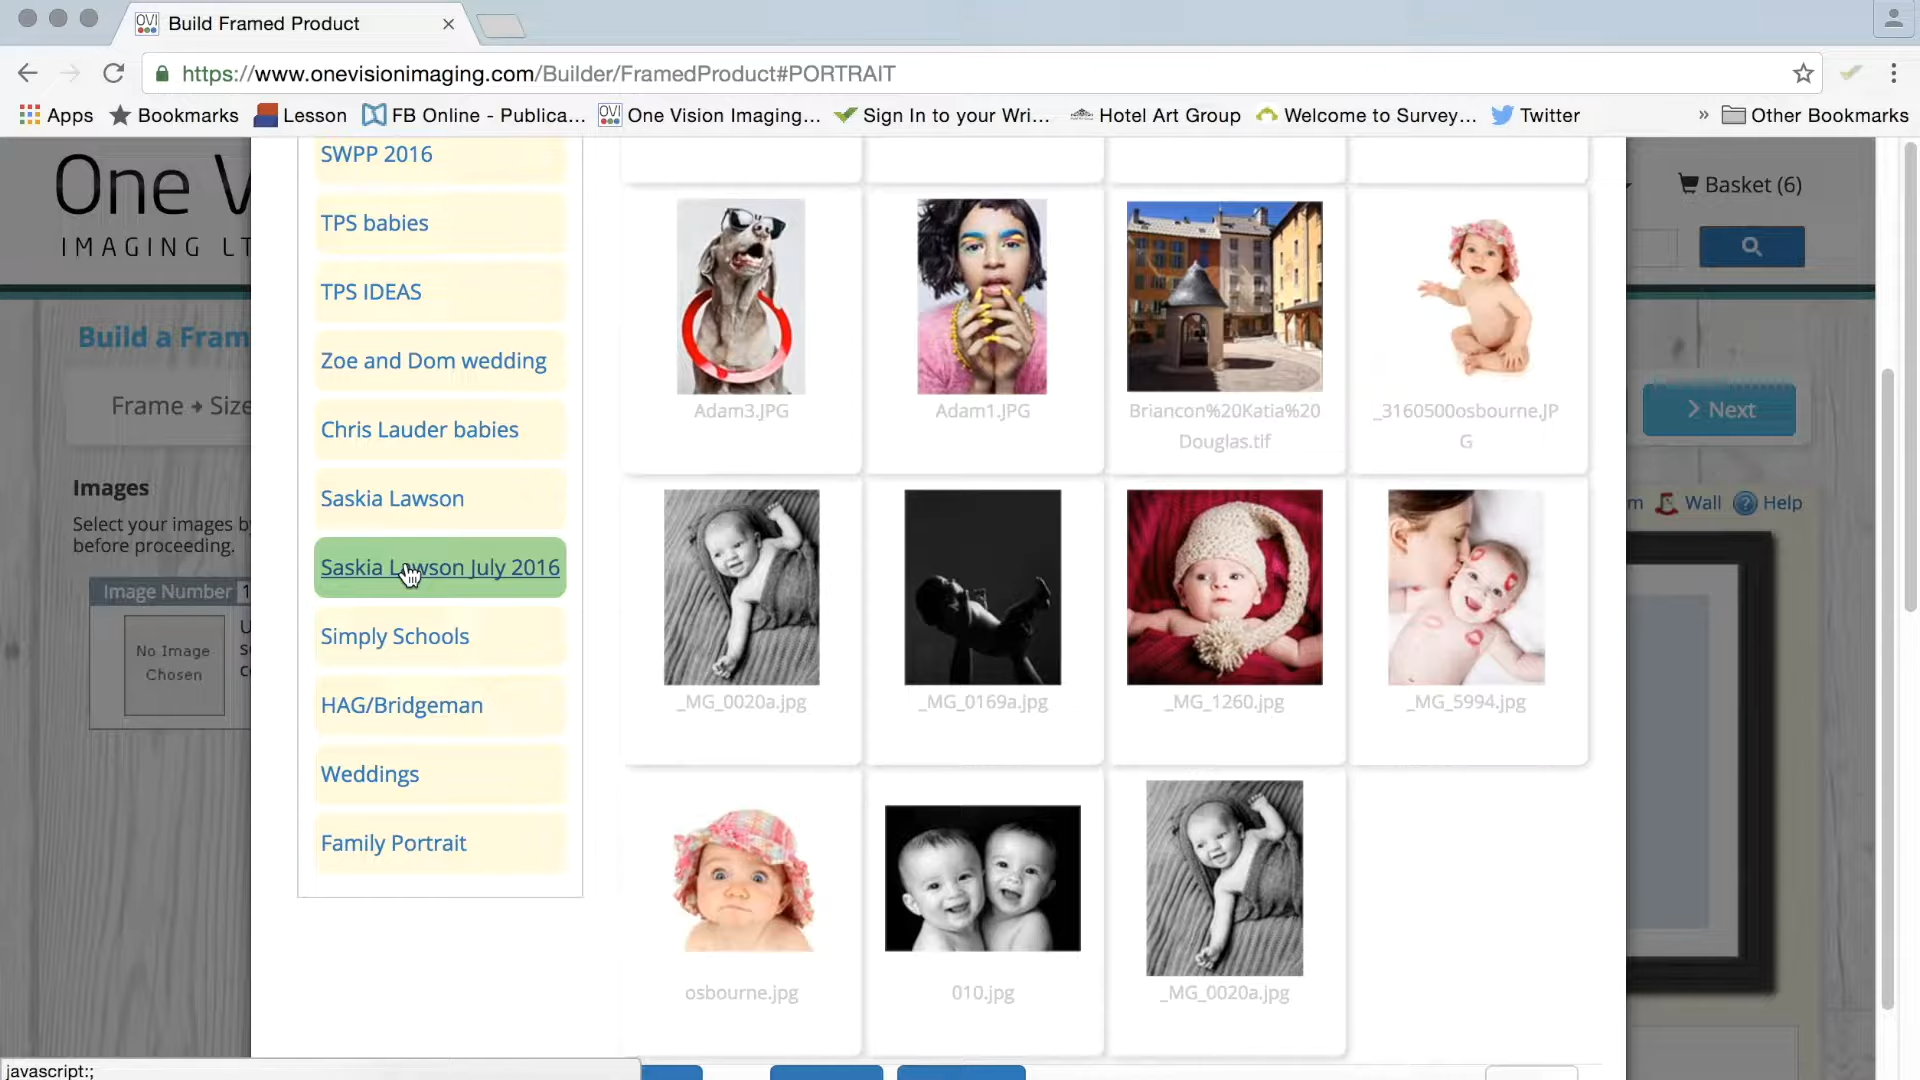 OVI Build Framed Product
https://www.onevisionimaging.com/Builder/FramedProduct#PORTRAIT
Apps Bookmarks Lesson FB Online - Publica... OVI One Vision Imaging... Sign In to your Wri... Hotel Art Group Welcome to Survey... Twitter » Other Bookmarks
One V
IMAGING LT
Basket (6)
Build a Fram
Frame → Size
Next
Images
Select your images b
before proceeding.
Wall Help
Image Number 1
No Image
Chosen
SWPP 2016
TPS babies
TPS IDEAS
Zoe and Dom wedding
Chris Lauder babies
Saskia Lawson
Saskia Lawson July 2016
Simply Schools
HAG/Bridgeman
Weddings
Family Portrait
Adam3.JPG
Adam1.JPG
Briancon%20Katia%20
Douglas.tif
_3160500osbourne.JP
G
_MG_0020a.jpg
_MG_0169a.jpg
_MG_1260.jpg
_MG_5994.jpg
osbourne.jpg
010.jpg
_MG_0020a.jpg
javascript:;